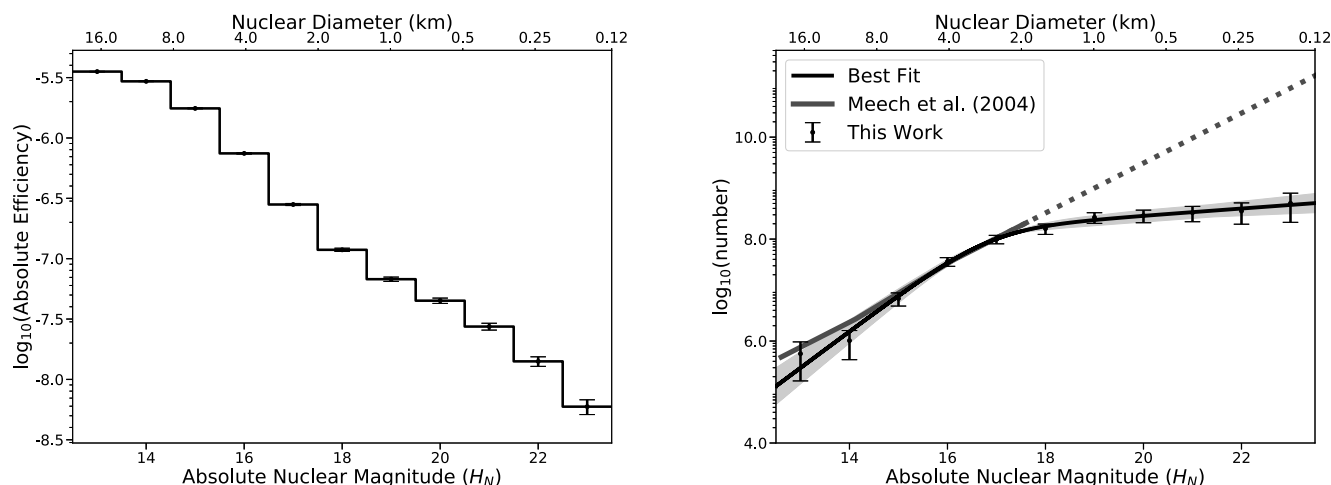 Nuclear Diameter (km)
16.0 8.0 4.0 2.0 1.0 0.5 0.25 0.12
log10(Absolute Efficiency)
-5.5
-6.0
-6.5
-7.0
-7.5
-8.0
-8.5
14 16 18 20 22
Absolute Nuclear Magnitude (HN)
Nuclear Diameter (km)
16.0 8.0 4.0 2.0 1.0 0.5 0.25 0.12
Best Fit
Meech et al. (2004)
This Work
log10(number)
10.0
8.0
6.0
4.0
14 16 18 20 22
Absolute Nuclear Magnitude (HN)